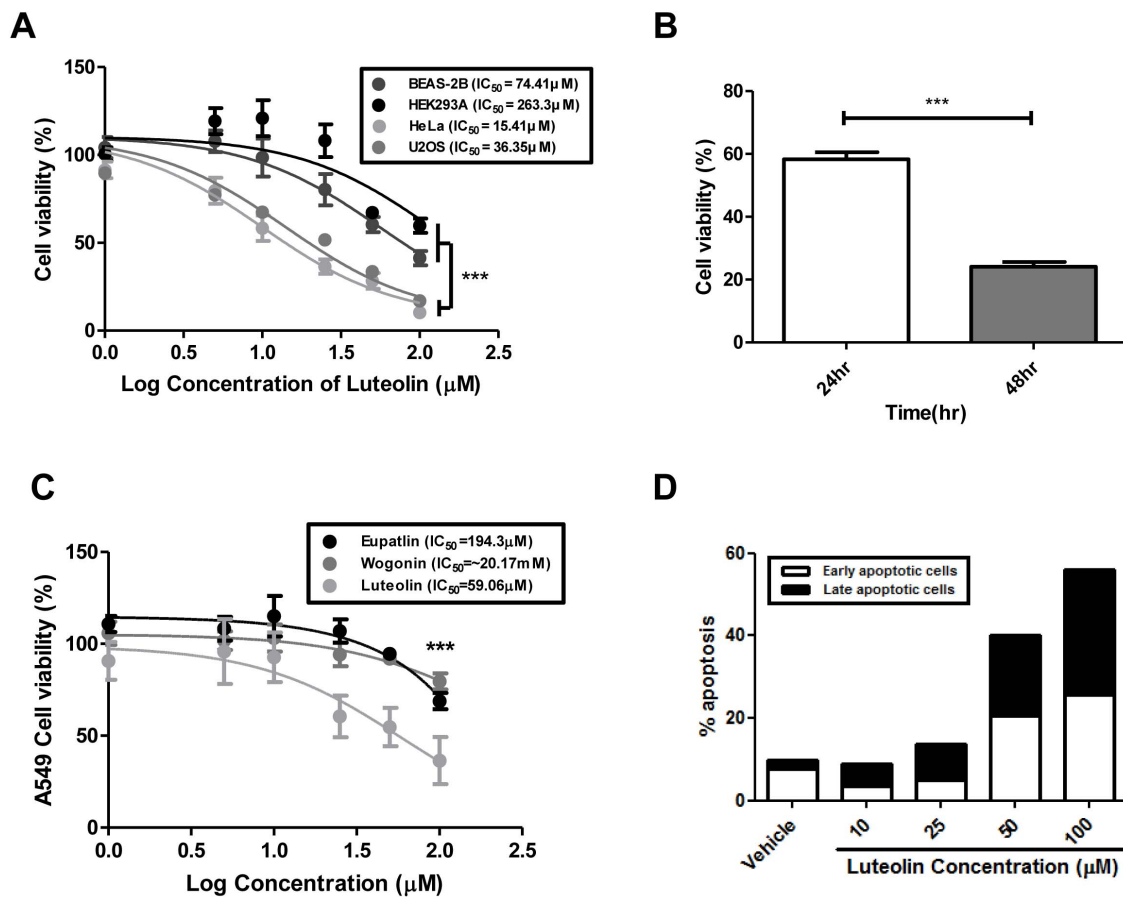 A
150
100
50
0
Cell viability (%)
BEAS-2B (IC50 = 74.41μM)
HEK293A (IC50 = 263.3μM)
HeLa (IC50 = 15.41μM)
U2OS (IC50 = 36.35μM)
***
0.0 0.5 1.0 1.5 2.0 2.5
Log Concentration of Luteolin (μM)
B
80
60
40
20
0
Cell viability (%)
***
24hr 48hr
Time(hr)
C
150
100
50
0
A549 Cell viability (%)
Eupatlin (IC50=194.3μM)
Wogonin (IC50=~20.17mM)
Luteolin (IC50=59.06μM)
***
0.0 0.5 1.0 1.5 2.0 2.5
Log Concentration (μM)
D
60
40
20
0
% apoptosis
Early apoptotic cells
Late apoptotic cells
Vehicle 10 25 50 100
Luteolin Concentration (μM)